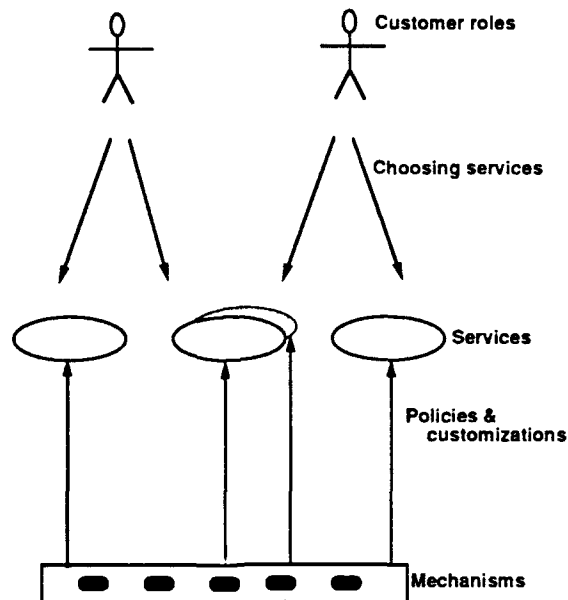 Customer roles
Choosing services
Services
Policies &
customizations
Mechanisms